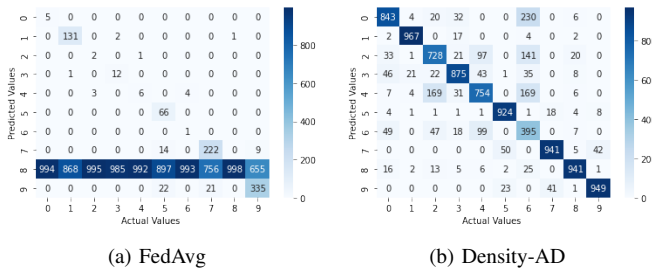 0 5 0 0 0 0 0 0 0 0 0
1 0 131 0 2 0 0 0 0 1 0
2 0 0 2 0 1 0 0 0 0 0
3 0 1 0 12 0 0 0 0 0 0
4 0 0 3 0 6 0 4 0 0 0
5 0 0 0 0 0 66 0 0 0 0
6 0 0 0 0 0 0 1 0 0 0
7 0 0 0 0 0 14 0 222 0 9
8 994 868 995 985 992 897 993 756 998 655
9 0 0 0 0 0 22 0 21 0 335
0 1 2 3 4 5 6 7 8 9
Predicted Values
Actual Values
800
600
400
200
0
(a) FedAvg
0 843 4 20 32 0 0 230 0 6 0
1 2 967 0 17 0 0 4 0 2 0
2 33 1 728 21 97 0 141 0 20 0
3 46 21 22 875 43 1 35 0 8 0
4 7 4 169 31 754 0 169 0 6 0
5 4 1 1 1 1 924 1 18 4 8
6 49 0 47 18 99 0 395 0 7 0
7 0 0 0 0 0 50 0 941 5 42
8 16 2 13 5 6 2 25 0 941 1
9 0 0 0 0 0 23 0 41 1 949
0 1 2 3 4 5 6 7 8 9
Predicted Values
Actual Values
80
60
40
20
0
(b) Density-AD